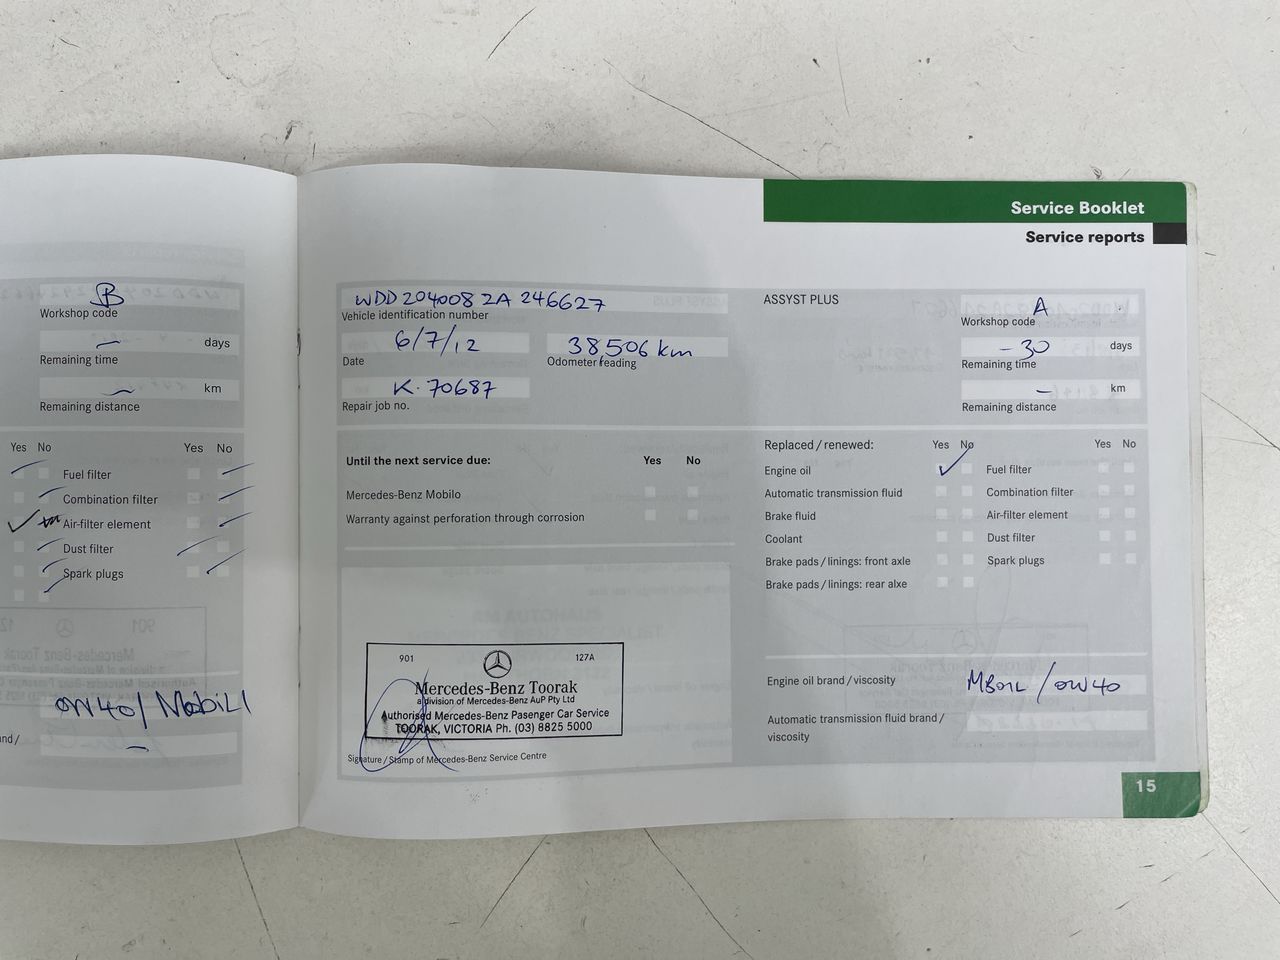 B
Workshop code
days
Remaining time
km
Remaining distance
Yes No
Yes No
Fuel filter
Combination filter
Air-filter element
Dust filter
Spark plugs
0W40 / Mobil 1
nd /
Service Booklet
Service reports
WDD 204008 2A 246627
Vehicle identification number
6/7/12
38,506 km
Date
Odometer reading
K. 70687
Repair job no.
Until the next service due:
Yes No
Mercedes-Benz Mobilo
Warranty against perforation through corrosion
901
127A
Mercedes-Benz Toorak
a division of Mercedes-Benz AuP Pty Ltd
Authorised Mercedes-Benz Pasenger Car Service
TOORAK, VICTORIA Ph. (03) 8825 5000
Signature / Stamp of Mercedes-Benz Service Centre
ASSYST PLUS
A
Workshop code
- 30 days
Remaining time
- km
Remaining distance
Replaced / renewed:
Yes No
Yes No
Engine oil
Fuel filter
Automatic transmission fluid
Combination filter
Brake fluid
Air-filter element
Coolant
Dust filter
Brake pads / linings: front axle
Spark plugs
Brake pads / linings: rear alxe
Engine oil brand / viscosity
MBOIL / 0W40
Automatic transmission fluid brand /
viscosity
15